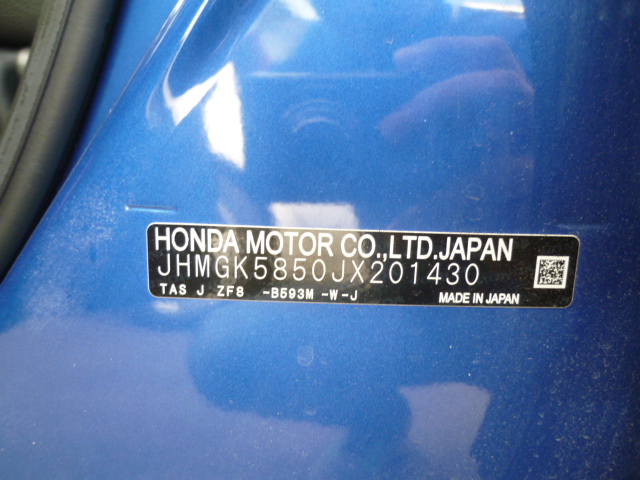 HONDA MOTOR CO.,LTD.JAPAN
JHMGK5850JX201430
TAS J ZF8 -B593M -W-J
MADE IN JAPAN